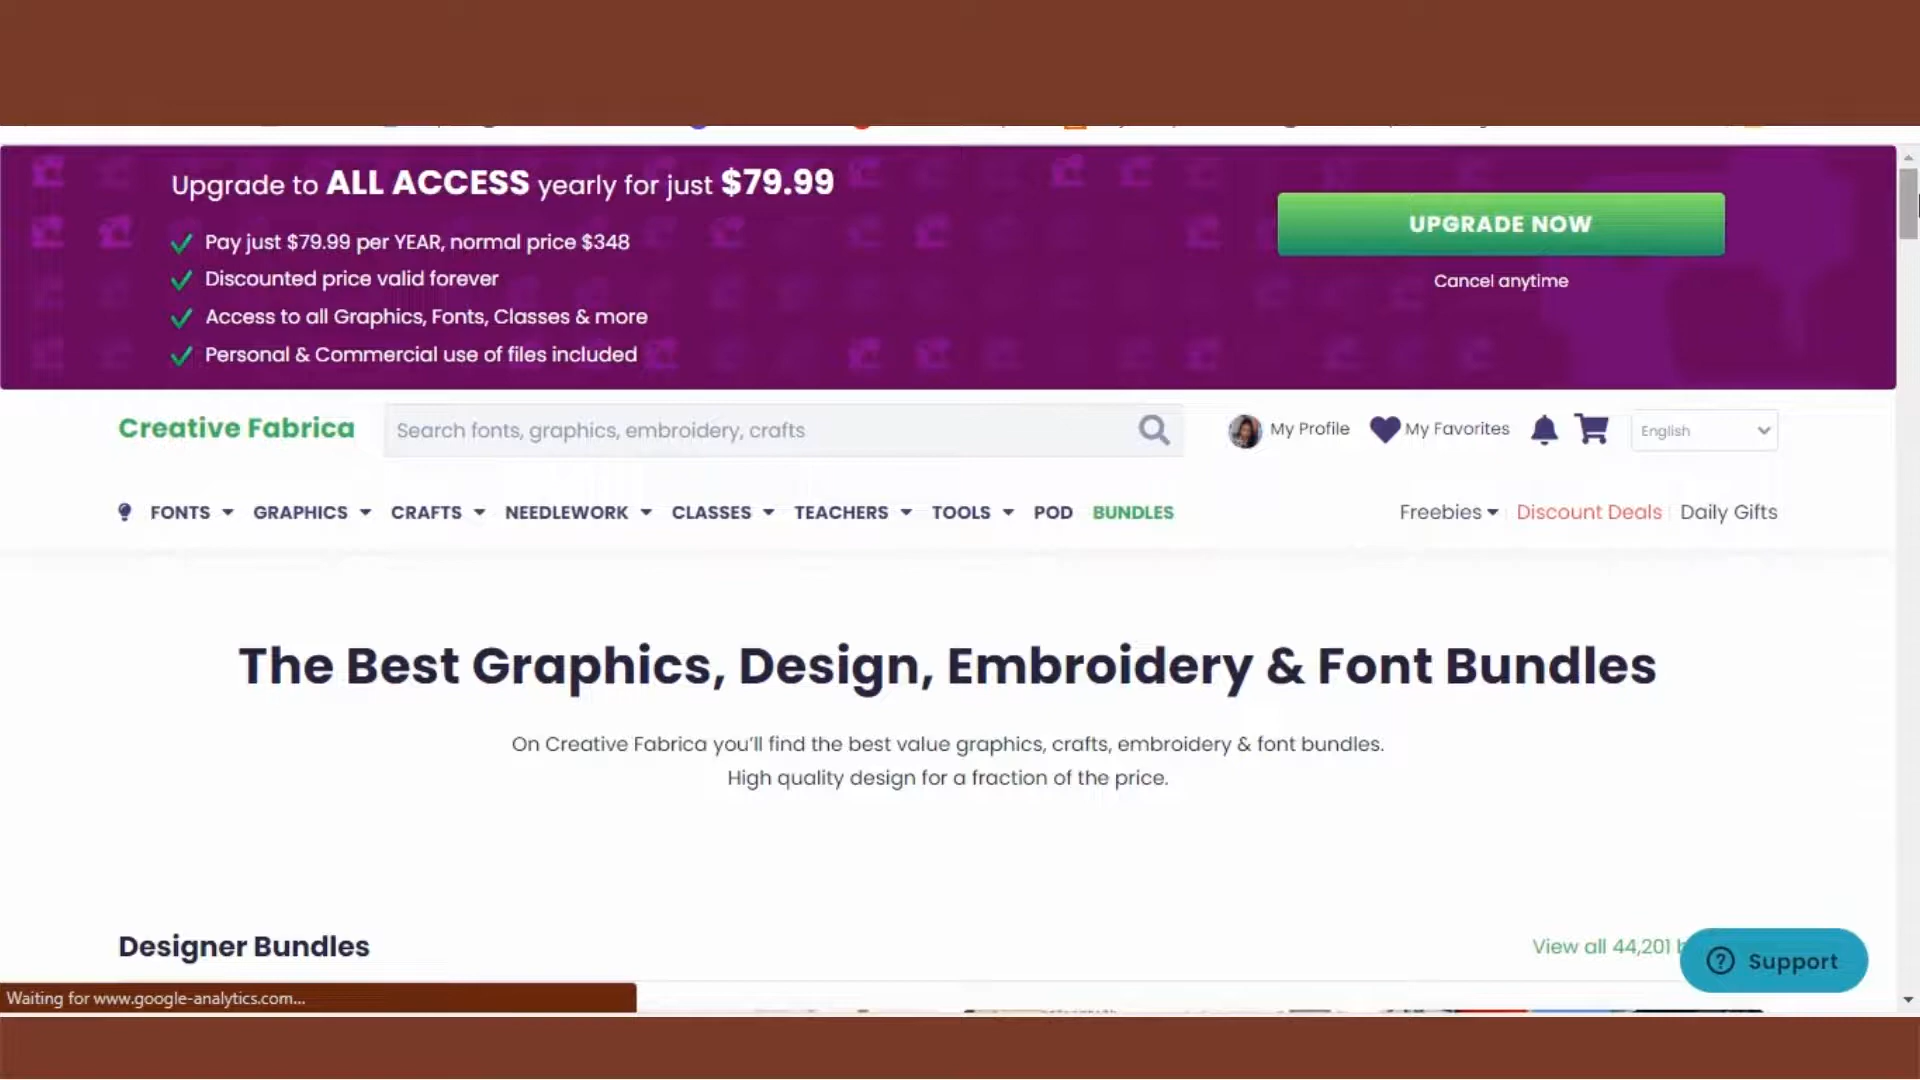 Upgrade to ALL ACCESS yearly for just $79.99
Pay just $79.99 per YEAR, normal price $348
Discounted price valid forever
Access to all Graphics, Fonts, Classes & more
Personal & Commercial use of files included
UPGRADE NOW
Cancel anytime
Creative Fabrica
Search fonts, graphics, embroidery, crafts
My Profile
My Favorites
English
FONTS GRAPHICS CRAFTS NEEDLEWORK CLASSES TEACHERS TOOLS POD BUNDLES
Freebies Discount Deals Daily Gifts
The Best Graphics, Design, Embroidery & Font Bundles
On Creative Fabrica you'll find the best value graphics, crafts, embroidery & font bundles.
High quality design for a fraction of the price.
Designer Bundles
View all 44,201
Support
Waiting for www.google-analytics.com...